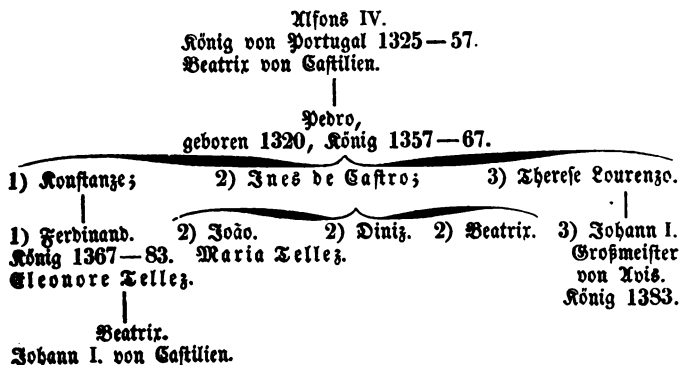 Alfons IV.
König von Portugal 1325—57.
Beatrix von Castilien.
Pedro,
geboren 1320, König 1357—67.
1) Konstanze; 2) Ines de Castro; 3) Therese Lourenzo.
1) Ferdinand. 2) João. 2) Diniz. 2) Beatrix. 3) Johann I.
König 1367—83. Maria Tellez. Großmeister
Eleonore Tellez. von Avis.
König 1383.
Beatrix.
Johann I. von Castilien.